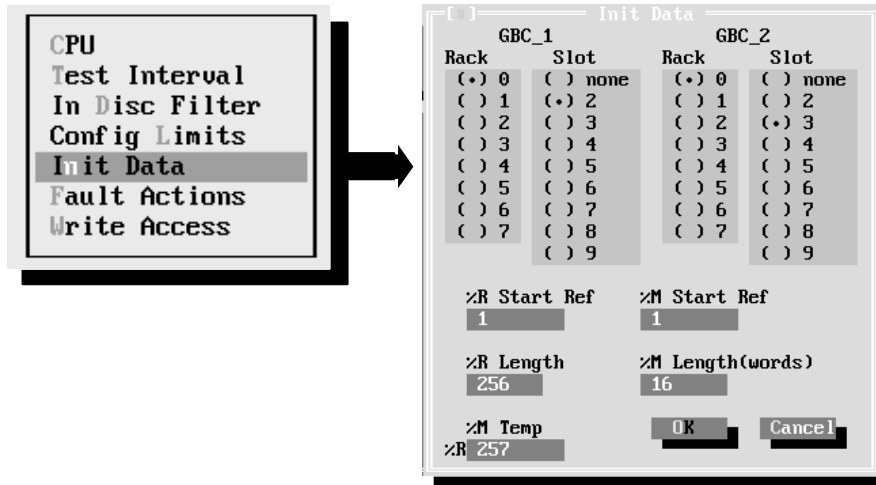 CPU
Test Interval
In Disc Filter
Config Limits
Init Data
Fault Actions
Write Access
Init Data
GBC_1 GBC_2
Rack Slot Rack Slot
(•) 0 ( ) none (•) 0 ( ) none
( ) 1 (•) 2 ( ) 1 ( ) 2
( ) 2 ( ) 3 ( ) 2 (•) 3
( ) 3 ( ) 4 ( ) 3 ( ) 4
( ) 4 ( ) 5 ( ) 4 ( ) 5
( ) 5 ( ) 6 ( ) 5 ( ) 6
( ) 6 ( ) 7 ( ) 6 ( ) 7
( ) 7 ( ) 8 ( ) 7 ( ) 8
( ) 9 ( ) 9
%R Start Ref %M Start Ref
1 1
%R Length %M Length(words)
256 16
%M Temp OK Cancel
%R 257